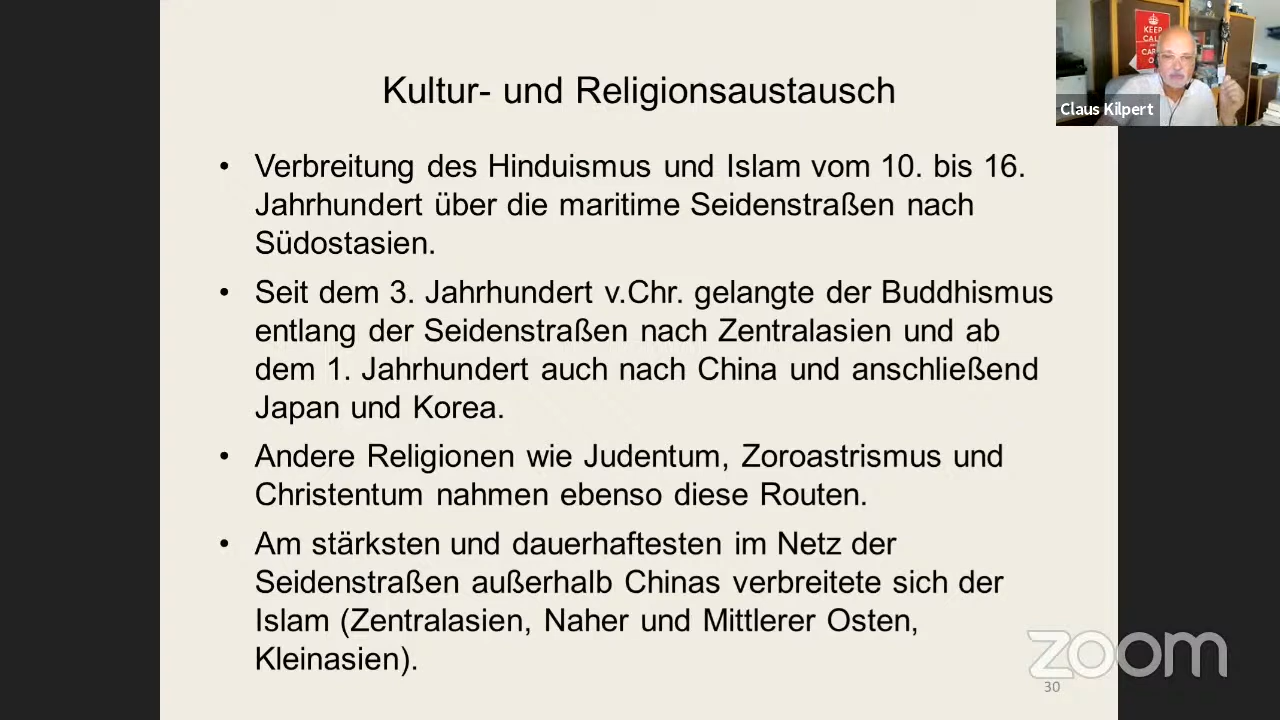 Kultur- und Religionsaustausch
• Verbreitung des Hinduismus und Islam vom 10. bis 16.
Jahrhundert über die maritime Seidenstraßen nach
Südostasien.
• Seit dem 3. Jahrhundert v.Chr. gelangte der Buddhismus
entlang der Seidenstraßen nach Zentralasien und ab
dem 1. Jahrhundert auch nach China und anschließend
Japan und Korea.
• Andere Religionen wie Judentum, Zoroastrismus und
Christentum nahmen ebenso diese Routen.
• Am stärksten und dauerhaftesten im Netz der
Seidenstraßen außerhalb Chinas verbreitete sich der
Islam (Zentralasien, Naher und Mittlerer Osten,
Kleinasien).
30
zoom
KEEP
Claus Kilpert